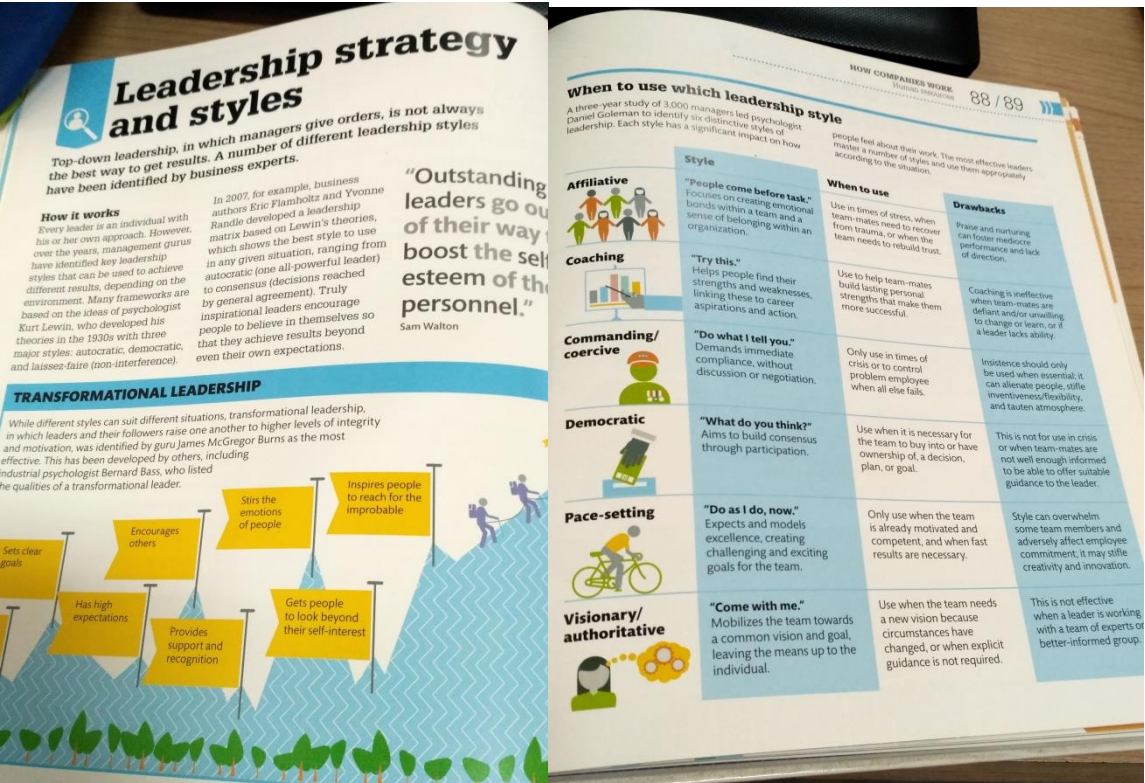 Leadership strategy
and styles
Top-down leadership, in which managers give orders, is not always
the best way to get results. A number of different leadership styles
have been identified by business experts.
How it works
Every leader is an individual with
his or her own approach. However,
over the years, management gurus
have identified key leadership
styles that can be used to achieve
different results, depending on the
environment. Many frameworks are
based on the ideas of psychologist
Kurt Lewin, who developed his
theories in the 1930s with three
major styles: autocratic, democratic,
and laissez-faire (non-interference).
In 2007, for example, business
authors Eric Flamholtz and Yvonne
Randle developed a leadership
matrix based on Lewin's theories,
which shows the best style to use
in any given situation, ranging from
autocratic (one all-powerful leader)
to consensus (decisions reached
by general agreement). Truly
inspirational leaders encourage
people to believe in themselves so
that they achieve results beyond
even their own expectations.
"Outstanding
leaders go
of their way
boost the
esteem of
personnel."
Sam Walton
TRANSFORMATIONAL LEADERSHIP
While different styles can suit different situations, transformational leadership,
in which leaders and their followers raise one another to higher levels of integrity
and motivation, was identified by guru James McGregor Burns as the most
effective. This has been developed by others, including
industrial psychologist Bernard Bass, who listed
the qualities of a transformational leader.
Sets clear
goals
Has high
expectations
Encourages
others
Provides
support and
recognition
Stirs the
emotions
of people
Gets people
to look beyond
their self-interest
Inspires people
to reach for the
improbable
HOW COMPANIES WORK
Human resources
88 / 89
When to use which leadership style
A three-year study of 3,000 managers led psychologist
Daniel Goleman to identify six distinctive styles of
leadership. Each style has a significant impact on how
people feel about their work. The most effective leaders
master a number of styles and use them appropiately
according to the situation.
Style
When to use
Drawbacks
Affiliative
"People come before task."
Focuses on creating emotional
bonds within a team and a
sense of belonging within an
organization.
Use in times of stress, when
team-mates need to recover
from trauma, or when the
team needs to rebuild trust.
Praise and nurturing
can foster mediocre
performance and lack
of direction.
Coaching
"Try this."
Helps people find their
strengths and weaknesses,
linking these to career
aspirations and action.
Use to help team-mates
build lasting personal
strengths that make them
more successful.
Coaching is ineffective
when team-mates are
defiant and/or unwilling
to change or learn, or if
a leader lacks ability.
Commanding/
coercive
"Do what I tell you."
Demands immediate
compliance, without
discussion or negotiation.
Only use in times of
crisis or to control
problem employee
when all else fails.
Insistence should only
be used when essential; it
can alienate people, stifle
inventiveness/flexibility,
and tauten atmosphere.
Democratic
"What do you think?"
Aims to build consensus
through participation.
Use when it is necessary for
the team to buy into or have
ownership of, a decision,
plan, or goal.
This is not for use in crisis
or when team-mates are
not well enough informed
to be able to offer suitable
guidance to the leader.
Pace-setting
"Do as I do, now."
Expects and models
excellence, creating
challenging and exciting
goals for the team.
Only use when the team
is already motivated and
competent, and when fast
results are necessary.
Style can overwhelm
some team members and
adversely affect employee
commitment; it may stifle
creativity and innovation.
Visionary/
authoritative
"Come with me."
Mobilizes the team towards
a common vision and goal,
leaving the means up to the
individual.
Use when the team needs
a new vision because
circumstances have
changed, or when explicit
guidance is not required.
This is not effective
when a leader is working
with a team of experts or
better-informed group.